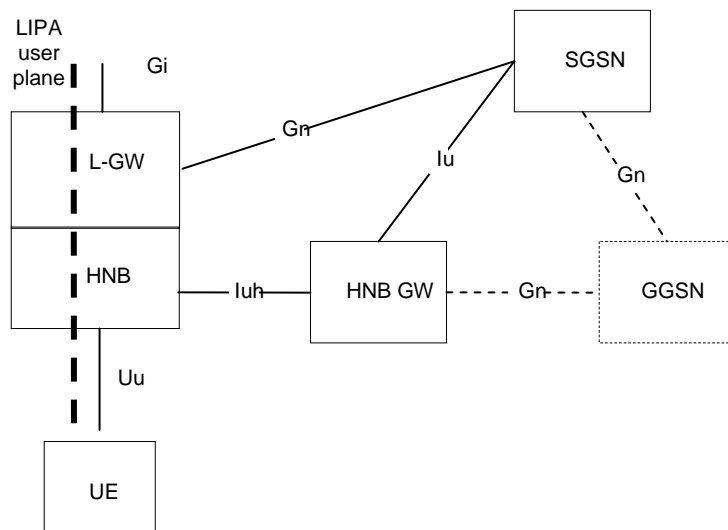 LIPA
user
plane
Gi
SGSN
Gn
L-GW
Iu
Gn
HNB
Iuh
HNB GW
Gn
GGSN
Uu
UE